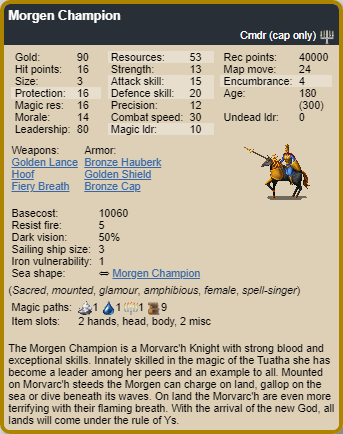 Morgen Champion
Cmdr (cap only)
Gold: 90 Resources: 53 Rec points: 40000
Hit points: 16 Strength: 13 Map move: 24
Size: 3 Attack skill: 15 Encumbrance: 4
Protection: 16 Defence skill: 20 Age: 180
Magic res: 16 Precision: 12 (300)
Morale: 14 Combat speed: 30 Undead ldr: 0
Leadership: 80 Magic ldr: 10
Weapons: Armor:
Golden Lance Bronze Hauberk
Hoof Golden Shield
Fiery Breath Bronze Cap
Basecost: 10060
Resist fire: 5
Dark vision: 50%
Sailing ship size: 3
Iron vulnerability: 1
Sea shape: ⇔ Morgen Champion
(Sacred, mounted, glamour, amphibious, female, spell-singer)
Magic paths: 1 1 1 9
Item slots: 2 hands, head, body, 2 misc
The Morgen Champion is a Morvarc'h Knight with strong blood and
exceptional skills. Innately skilled in the magic of the Tuatha she has
become a leader among her peers and an example to all. Mounted
on Morvarc'h steeds the Morgen can charge on land, gallop on the
sea or dive beneath its waves. On land the Morvarc'h are even more
terrifying with their flaming breath. With the arrival of the new God, all
lands will come under the rule of Ys.